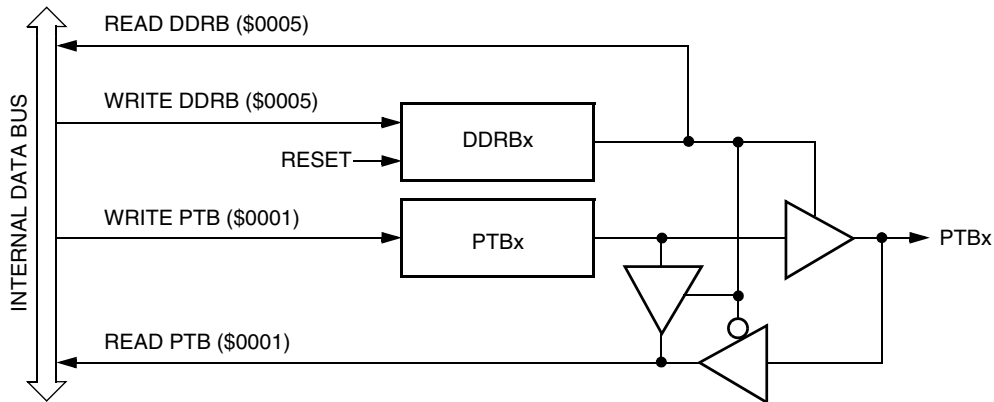 READ DDRB ($0005)
WRITE DDRB ($0005)
DDRBx
RESET
WRITE PTB ($0001)
PTBx
PTBx
READ PTB ($0001)
INTERNAL DATA BUS